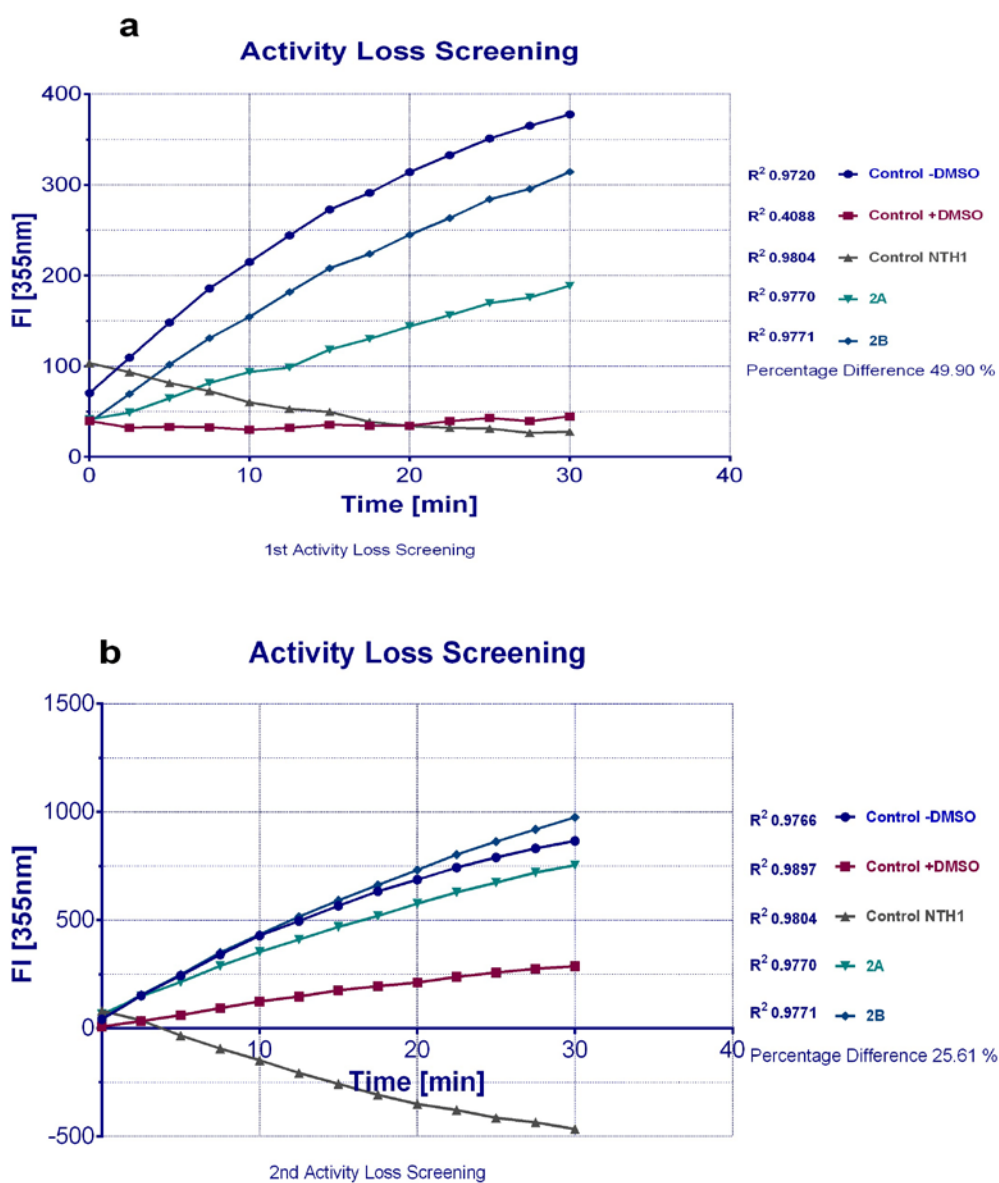 a
Activity Loss Screening
400
300
200
100
0
0 10 20 30 40
FI [355nm]
Time [min]
R2 0.9720 Control -DMSO
R2 0.4088 Control +DMSO
R2 0.9804 Control NTH1
R2 0.9770 2A
R2 0.9771 2B
Percentage Difference 49.90 %
1st Activity Loss Screening
b
Activity Loss Screening
1500
1000
500
0
-500
10 20 30 40
FI [355nm]
Time [min]
R2 0.9766 Control -DMSO
R2 0.9897 Control +DMSO
R2 0.9804 Control NTH1
R2 0.9770 2A
R2 0.9771 2B
Percentage Difference 25.61 %
2nd Activity Loss Screening